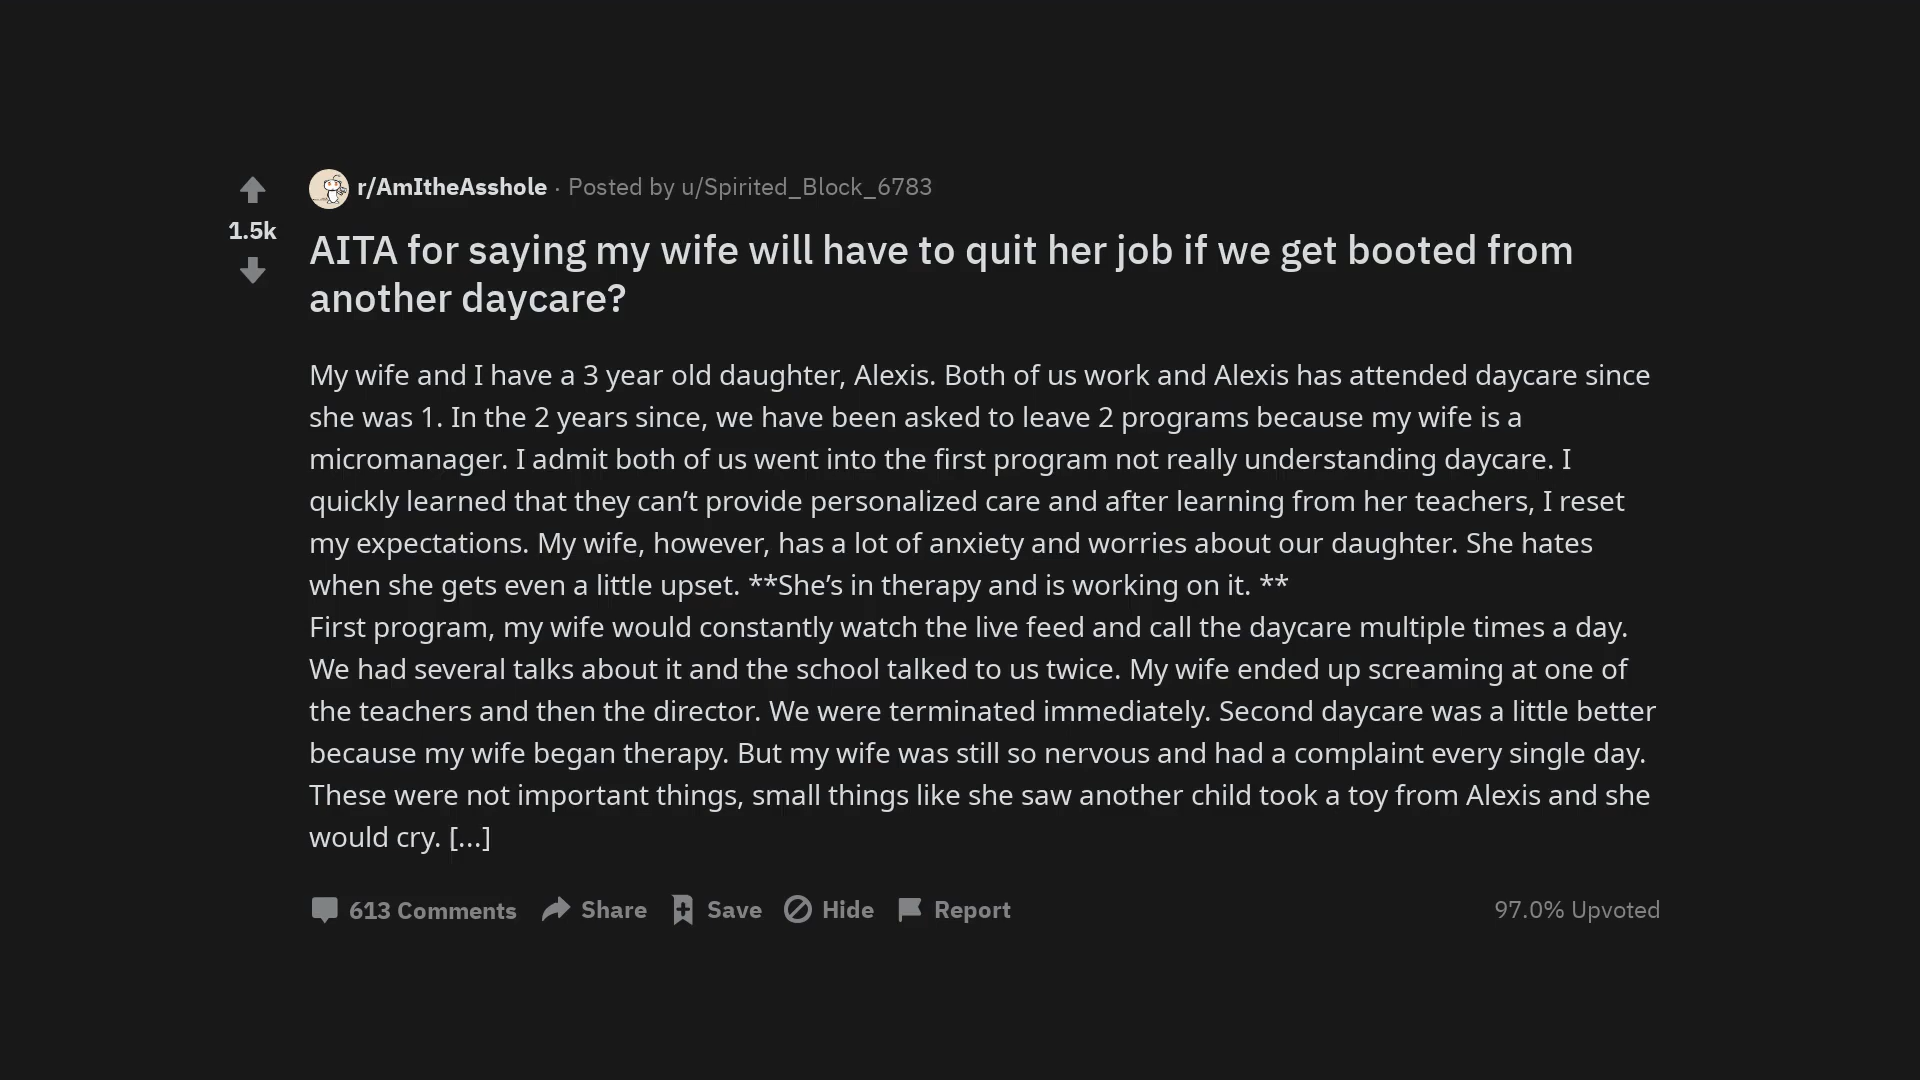 r/AmItheAsshole · Posted by u/Spirited_Block_6783
1.5k
AITA for saying my wife will have to quit her job if we get booted from
another daycare?
My wife and I have a 3 year old daughter, Alexis. Both of us work and Alexis has attended daycare since
she was 1. In the 2 years since, we have been asked to leave 2 programs because my wife is a
micromanager. I admit both of us went into the first program not really understanding daycare. I
quickly learned that they can’t provide personalized care and after learning from her teachers, I reset
my expectations. My wife, however, has a lot of anxiety and worries about our daughter. She hates
when she gets even a little upset. **She’s in therapy and is working on it. **
First program, my wife would constantly watch the live feed and call the daycare multiple times a day.
We had several talks about it and the school talked to us twice. My wife ended up screaming at one of
the teachers and then the director. We were terminated immediately. Second daycare was a little better
because my wife began therapy. But my wife was still so nervous and had a complaint every single day.
These were not important things, small things like she saw another child took a toy from Alexis and she
would cry. [...]
613 Comments Share Save Hide Report 97.0% Upvoted